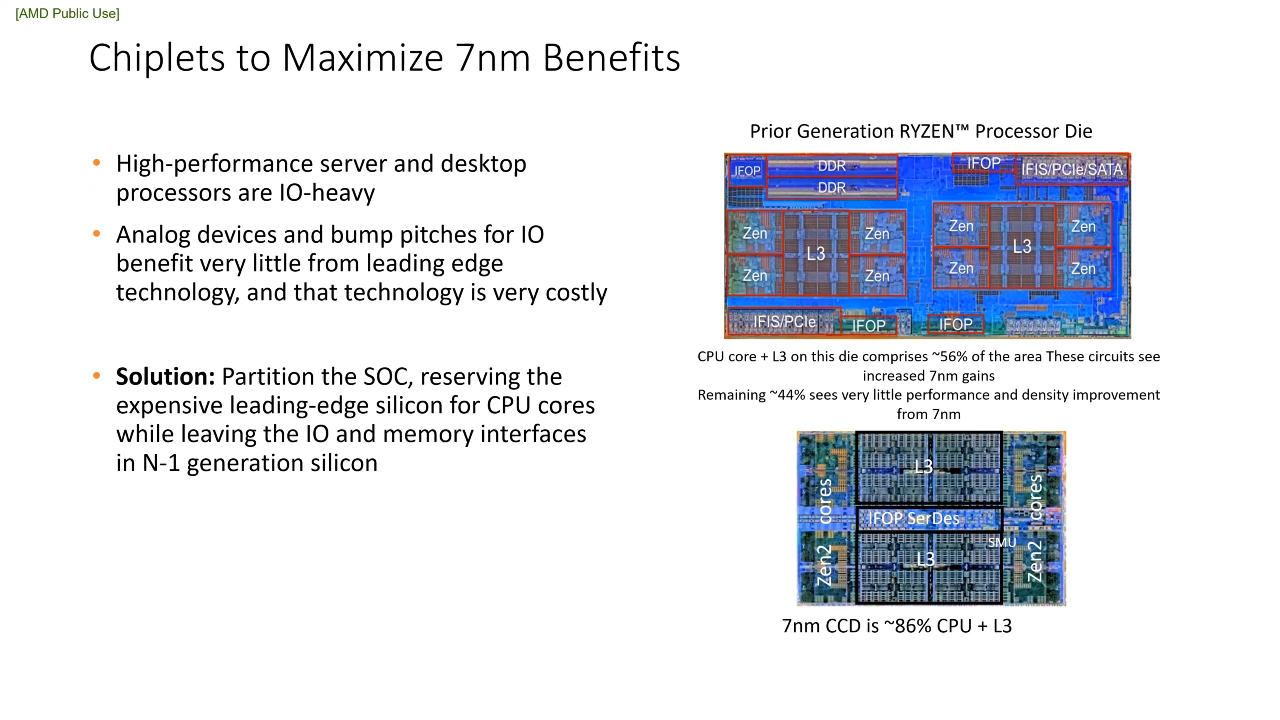 [AMD Public Use]
Chiplets to Maximize 7nm Benefits
• High-performance server and desktop
processors are IO-heavy
• Analog devices and bump pitches for IO
benefit very little from leading edge
technology, and that technology is very costly
• Solution: Partition the SOC, reserving the
expensive leading-edge silicon for CPU cores
while leaving the IO and memory interfaces
in N-1 generation silicon
Prior Generation RYZEN™ Processor Die
IFOP DDR IFOP IFIS/PCIe/SATA
DDR
Zen L3 Zen Zen L3 Zen
Zen Zen Zen Zen
IFIS/PCIe IFOP IFOP
CPU core + L3 on this die comprises ~56% of the area These circuits see
increased 7nm gains
Remaining ~44% sees very little performance and density improvement
from 7nm
Zen2 cores
L3
IFOP SerDes
SMU
L3
Zen2 cores
7nm CCD is ~86% CPU + L3